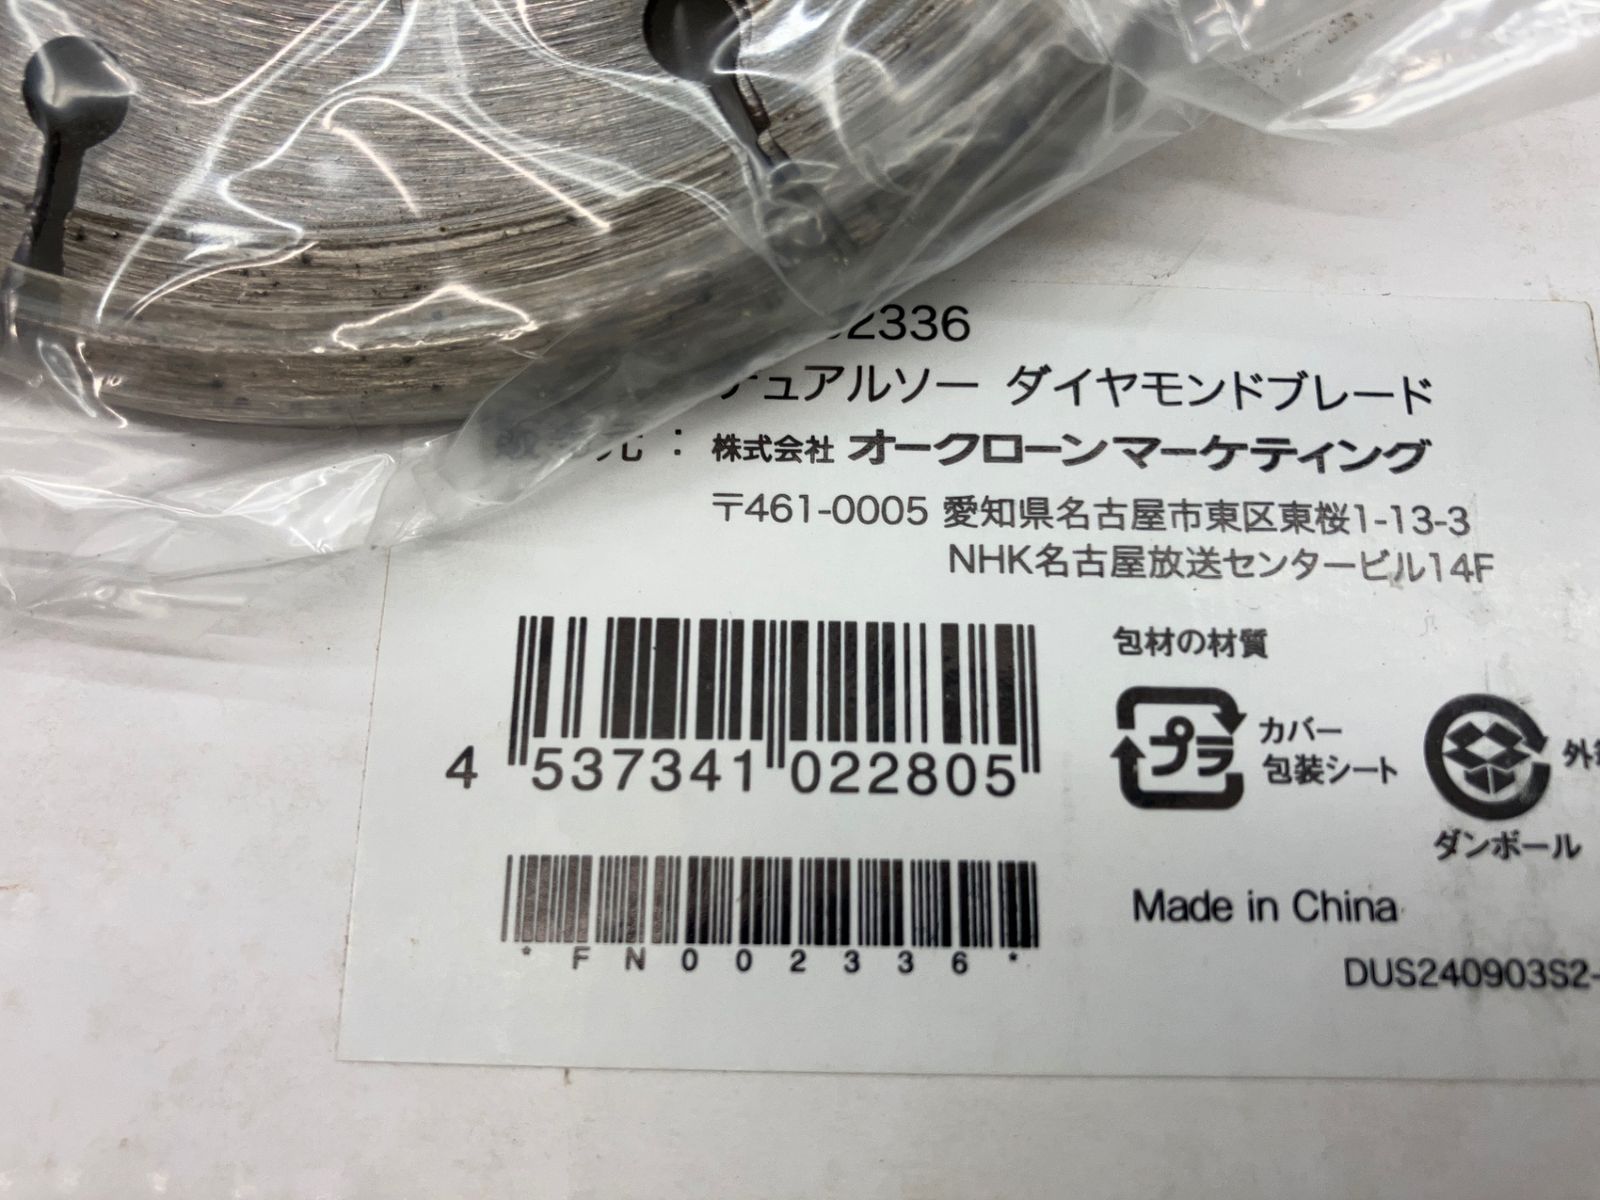 2336
デュアルソー ダイヤモンドブレード
元 : 株式会社 オークローンマーケティング
〒461-0005 愛知県名古屋市東区東桜1-13-3
NHK名古屋放送センタービル14F
4 537341 022805
包材の材質
プラ
カバー
包装シート
外
ダンボール
*FN002336*
Made in China
DUS240903S2-